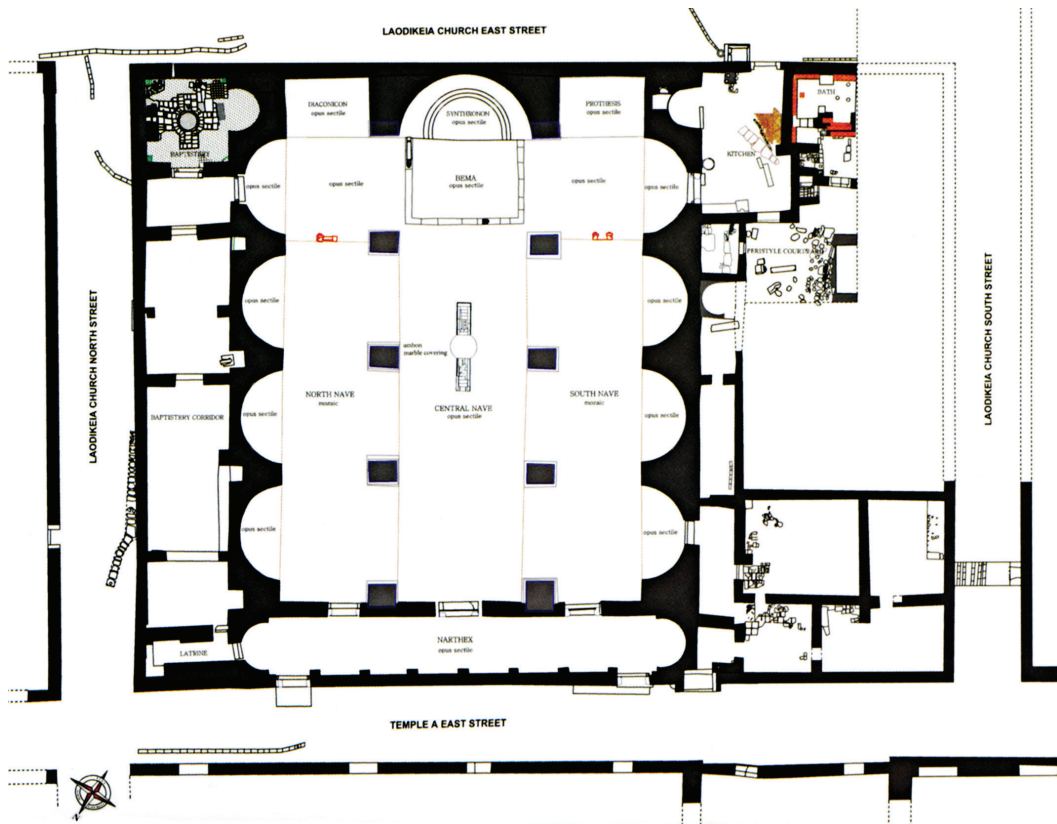 LAODIKEIA CHURCH EAST STREET
DIACONICON
opus sectile
SYNTHRONON
opus sectile
PROTHESIS
opus sectile
BATH
BAPTISTERY
KITCHEN
opus sectile
opus sectile
BEMA
opus sectile
opus sectile
opus sectile
PERISTYLE COURTYARD
LAODIKEIA CHURCH NORTH STREET
LAODIKEIA CHURCH SOUTH STREET
opus sectile
opus sectile
ambon
marble covering
NORTH NAVE
mozaic
CENTRAL NAVE
opus sectile
SOUTH NAVE
mozaic
BAPTISTERY CORRIDOR
opus sectile
opus sectile
opus sectile
opus sectile
NARTHEX
opus sectile
LATRINE
TEMPLE A EAST STREET
N